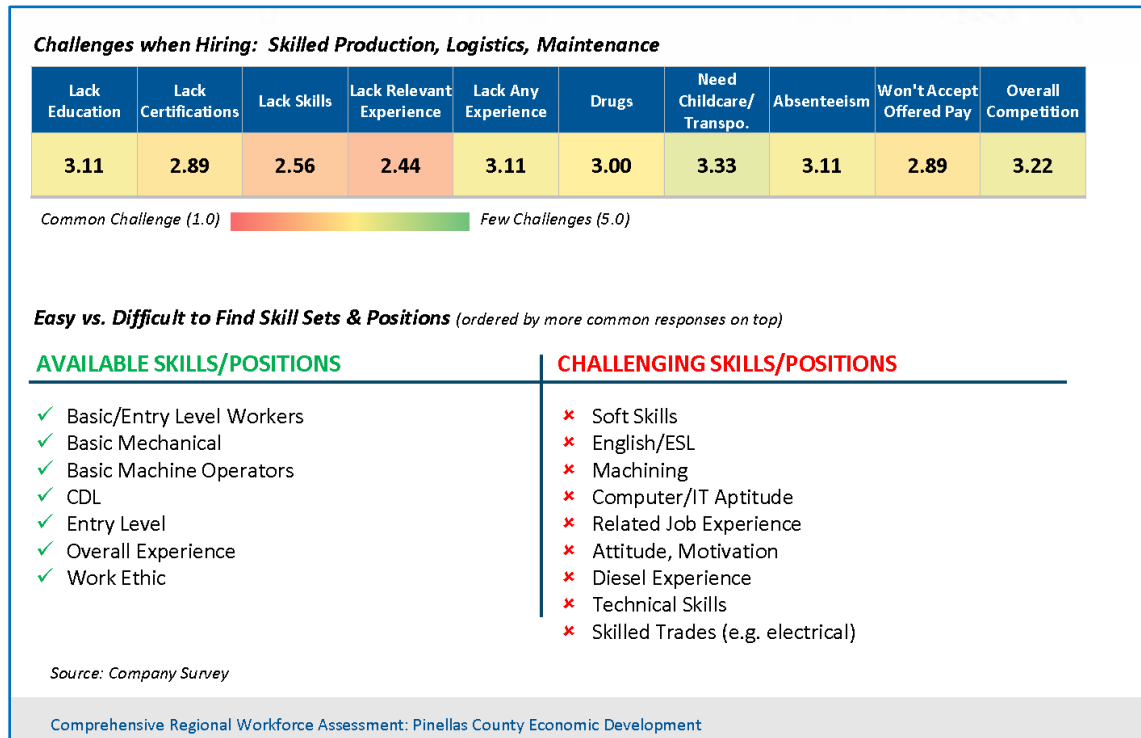 Challenges when Hiring: Skilled Production, Logistics, Maintenance
Lack Education
Lack Certifications
Lack Skills
Lack Relevant Experience
Lack Any Experience
Drugs
Need Childcare/ Transpo.
Absenteeism
Won't Accept Offered Pay
Overall Competition
3.11 2.89 2.56 2.44 3.11 3.00 3.33 3.11 2.89 3.22
Common Challenge (1.0) Few Challenges (5.0)
Easy vs. Difficult to Find Skill Sets & Positions (ordered by more common responses on top)
AVAILABLE SKILLS/POSITIONS
✓ Basic/Entry Level Workers
✓ Basic Mechanical
✓ Basic Machine Operators
✓ CDL
✓ Entry Level
✓ Overall Experience
✓ Work Ethic
CHALLENGING SKILLS/POSITIONS
× Soft Skills
× English/ESL
× Machining
× Computer/IT Aptitude
× Related Job Experience
× Attitude, Motivation
× Diesel Experience
× Technical Skills
× Skilled Trades (e.g. electrical)
Source: Company Survey
Comprehensive Regional Workforce Assessment: Pinellas County Economic Development